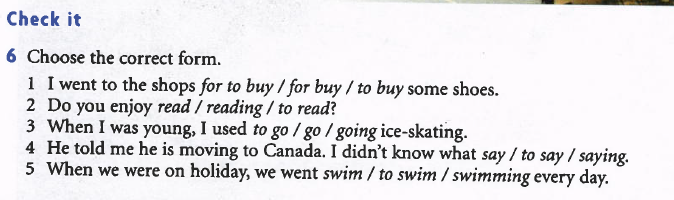 Check it
6 Choose the correct form.
1 I went to the shops for to buy / for buy / to buy some shoes.
2 Do you enjoy read / reading / to read?
3 When I was young, I used to go / go / going ice-skating.
4 He told me he is moving to Canada. I didn't know what say / to say / saying.
5 When we were on holiday, we went swim / to swim / swimming every day.